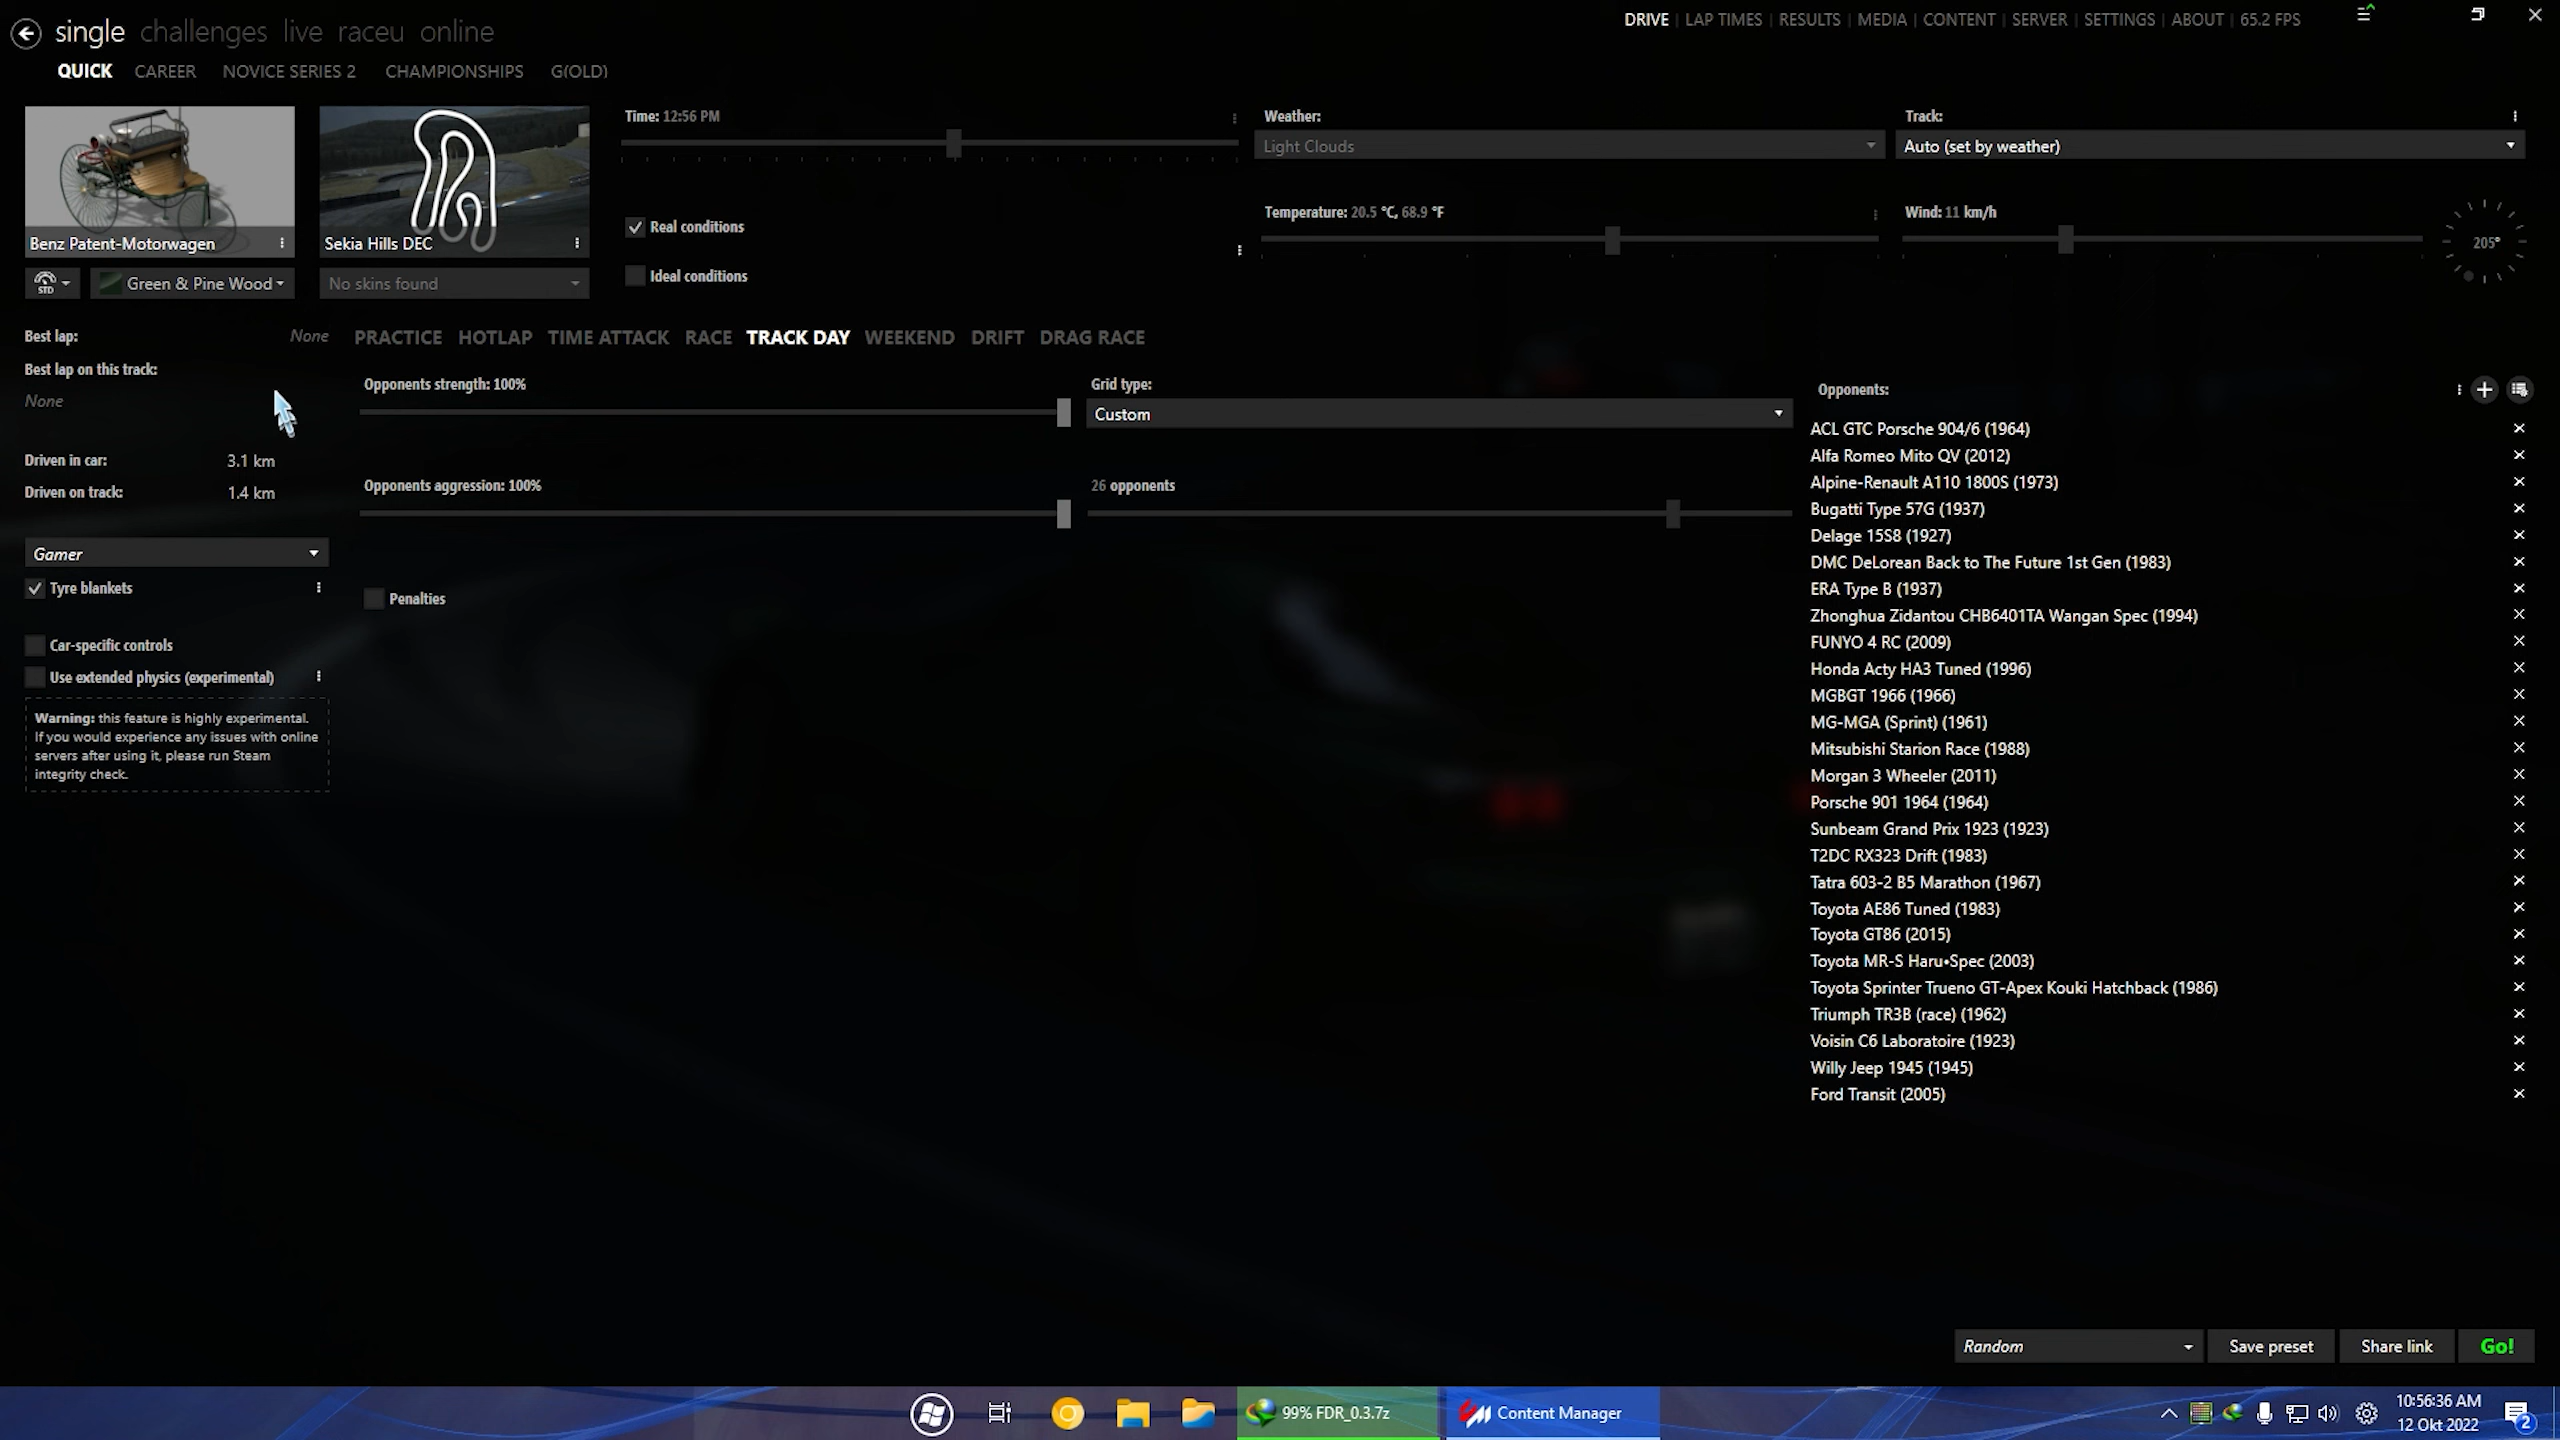 single challenges live raceu online
DRIVE LAP TIMES RESULTS MEDIA CONTENT SERVER SETTINGS ABOUT 65.2 FPS
QUICK CAREER NOVICE SERIES 2 CHAMPIONSHIPS G(OLD)
Benz Patent-Motorwagen
Sekia Hills DEC
STD
Green & Pine Wood
No skins found
Time: 12:56 PM
Real conditions
Ideal conditions
Weather:
Light Clouds
Track:
Auto (set by weather)
Temperature: 20.5 °C, 68.9 °F
Wind: 11 km/h
205°
Best lap: None
Best lap on this track:
None
Driven in car: 3.1 km
Driven on track: 1.4 km
Gamer
Tyre blankets
Car-specific controls
Use extended physics (experimental)
Warning: this feature is highly experimental.
If you would experience any issues with online
servers after using it, please run Steam
integrity check.
PRACTICE HOTLAP TIME ATTACK RACE TRACK DAY WEEKEND DRIFT DRAG RACE
Opponents strength: 100%
Opponents aggression: 100%
Penalties
Grid type:
Custom
26 opponents
Opponents:
ACL GTC Porsche 904/6 (1964)
Alfa Romeo Mito QV (2012)
Alpine-Renault A110 1800S (1973)
Bugatti Type 57G (1937)
Delage 15S8 (1927)
DMC DeLorean Back to The Future 1st Gen (1983)
ERA Type B (1937)
Zhonghua Zidantou CHB6401TA Wangan Spec (1994)
FUNYO 4 RC (2009)
Honda Acty HA3 Tuned (1996)
MGBGT 1966 (1966)
MG-MGA (Sprint) (1961)
Mitsubishi Starion Race (1988)
Morgan 3 Wheeler (2011)
Porsche 901 1964 (1964)
Sunbeam Grand Prix 1923 (1923)
T2DC RX323 Drift (1983)
Tatra 603-2 B5 Marathon (1967)
Toyota AE86 Tuned (1983)
Toyota GT86 (2015)
Toyota MR-S Haru•Spec (2003)
Toyota Sprinter Trueno GT-Apex Kouki Hatchback (1986)
Triumph TR3B (race) (1962)
Voisin C6 Laboratoire (1923)
Willy Jeep 1945 (1945)
Ford Transit (2005)
Random
Save preset
Share link
Go!
99% FDR_0.3.7z
Content Manager
10:56:36 AM
12 Okt 2022
2